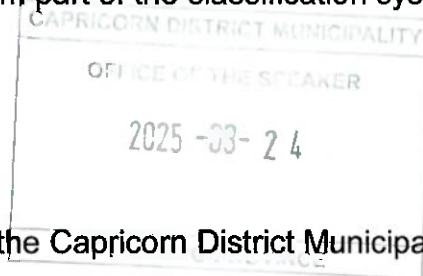 part of the classification sys
CAPRICORN DISTRICT MUNICIPALITY
OFFICE OF THE SPEAKER
2025 -03- 24
the Capricorn District Municipa